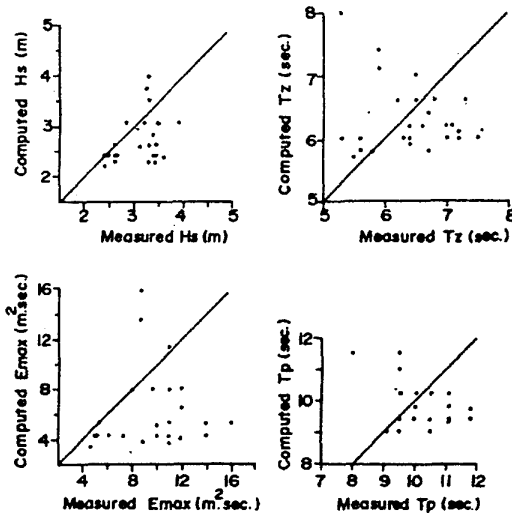 5
4
3
2
Computed Hs (m)
2 3 4 5
Measured Hs (m)
8
7
6
5
Computed Tz (sec.)
5 6 7 8
Measured Tz (sec.)
16
12
8
4
Computed Emax (m².sec.)
4 8 12 16
Measured Emax (m².sec.)
12
10
8
Computed Tp (sec.)
7 8 9 10 11 12
Measured Tp (sec.)